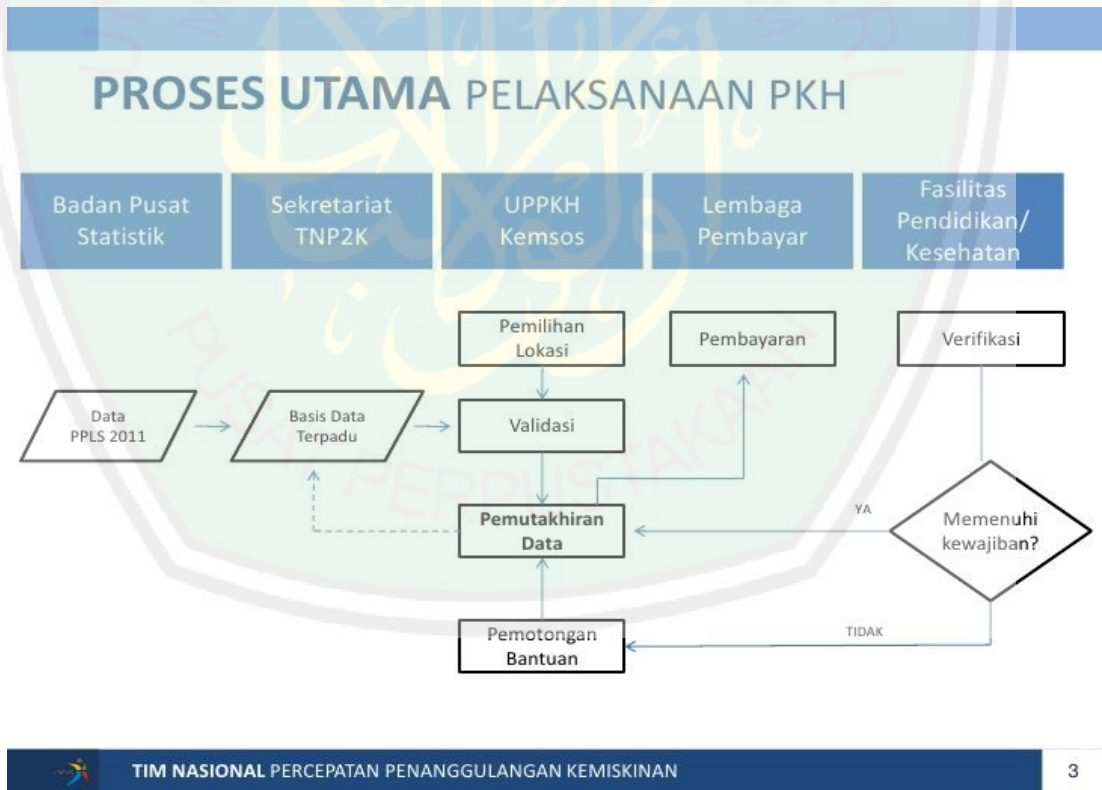 PROSES UTAMA PELAKSANAAN PKH
Badan Pusat
Statistik
Sekretariat
TNP2K
UPPKH
Kemsos
Lembaga
Pembayar
Fasilitas
Pendidikan/
Kesehatan
Pemilihan
Lokasi
Pembayaran
Verifikasi
Data
PPLS 2011
Basis Data
Terpadu
Validasi
Pemutakhiran
Data
YA
Memenuhi
kewajiban?
Pemotongan
Bantuan
TIDAK
PUSAT PERPUSTAKAAN
TIM NASIONAL PERCEPATAN PENANGGULANGAN KEMISKINAN
3